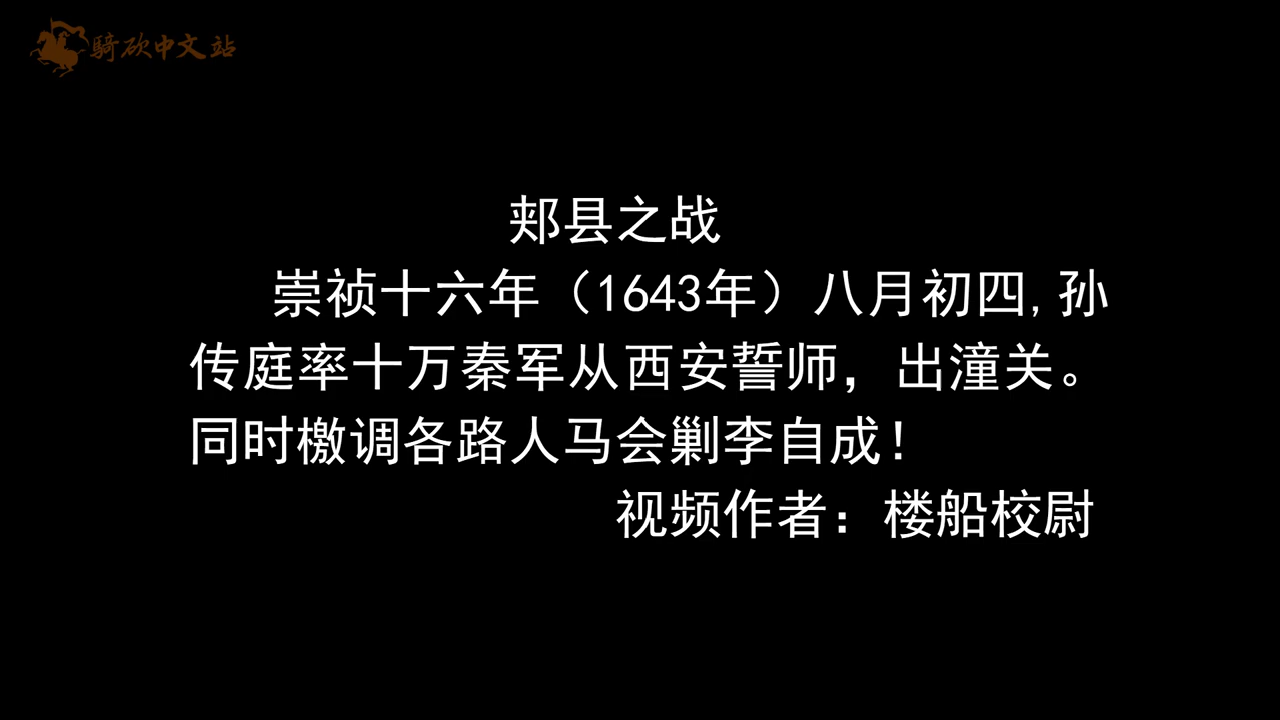 骑砍中文站
郏县之战
崇祯十六年（1643年）八月初四,孙
传庭率十万秦军从西安誓师，出潼关。
同时檄调各路人马会剿李自成！
视频作者：楼船校尉